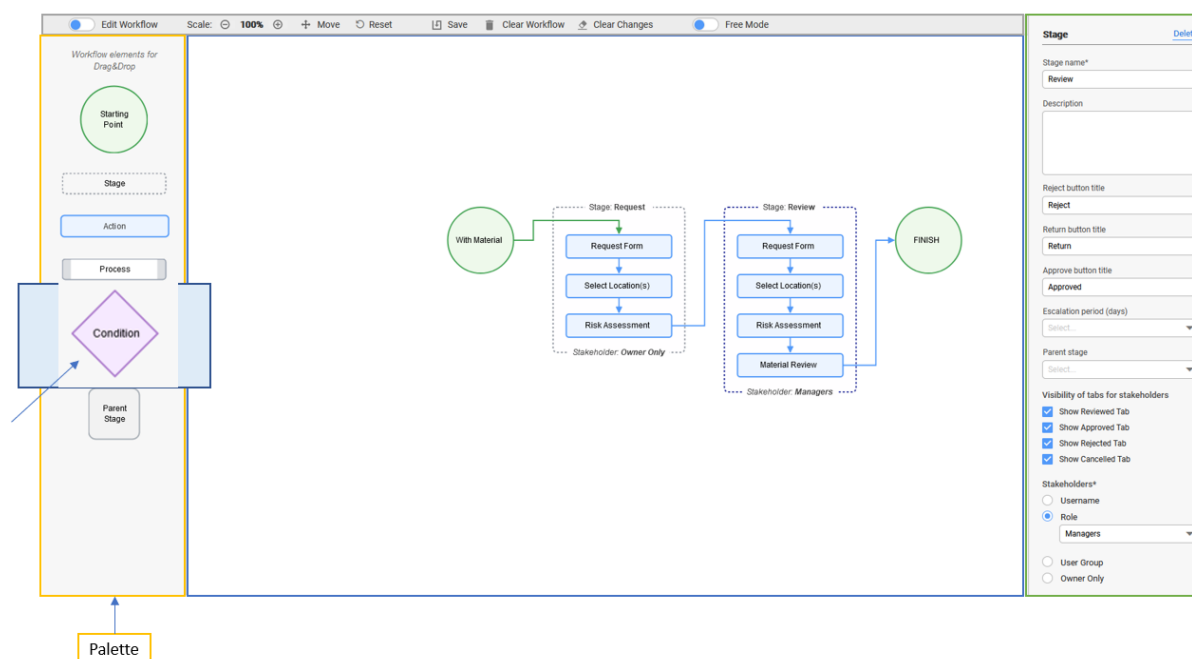 Edit Workflow
Scale:
100%
Move
Reset
Save
Clear Workflow
Clear Changes
Free Mode
Workflow elements for
Drag&Drop
Starting
Point
Stage
Action
Process
Condition
Parent
Stage
Palette
With Material
Stage: Request
Request Form
Select Location(s)
Risk Assessment
Stakeholder: Owner Only
Stage: Review
Request Form
Select Location(s)
Risk Assessment
Material Review
Stakeholder: Managers
FINISH
Stage
Delet
Stage name*
Review
Description
Reject button title
Reject
Return button title
Return
Approve button title
Approved
Escalation period (days)
Select...
Parent stage
Select...
Visibility of tabs for stakeholders
Show Reviewed Tab
Show Approved Tab
Show Rejected Tab
Show Cancelled Tab
Stakeholders*
Username
Role
Managers
User Group
Owner Only